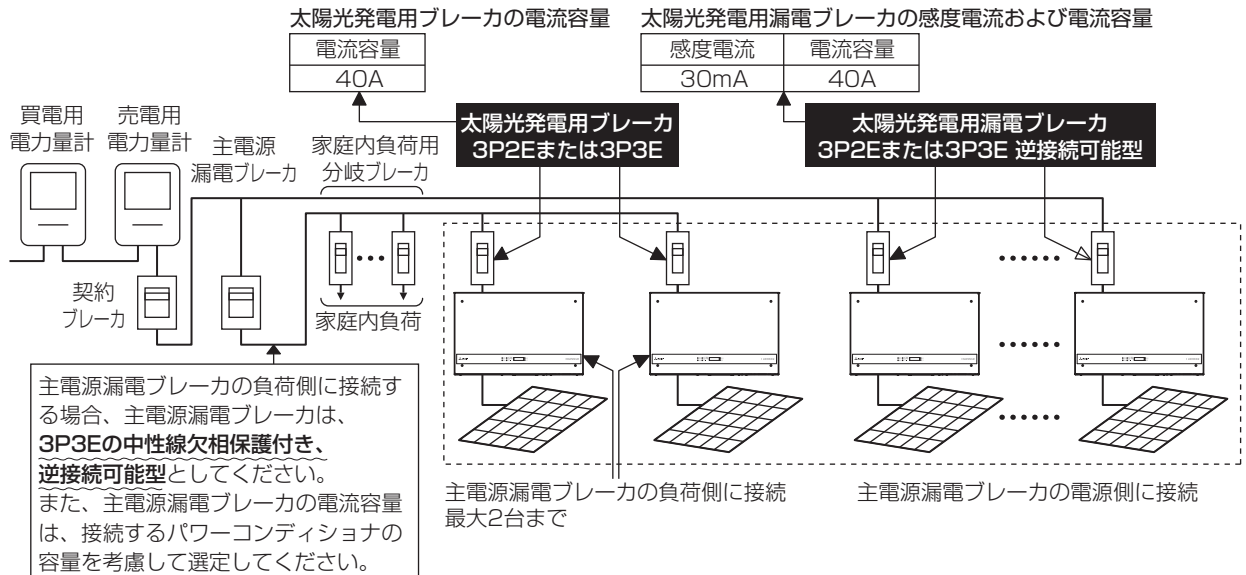 太陽光発電用ブレーカの電流容量
電流容量
40A
太陽光発電用漏電ブレーカの感度電流および電流容量
感度電流
電流容量
30mA
40A
買電用
電力量計
売電用
電力量計
主電源
漏電ブレーカ
家庭内負荷用
分岐ブレーカ
太陽光発電用ブレーカ
3P2Eまたは3P3E
太陽光発電用漏電ブレーカ
3P2Eまたは3P3E 逆接続可能型
契約
ブレーカ
家庭内負荷
主電源漏電ブレーカの負荷側に接続す
る場合、主電源漏電ブレーカは、
3P3Eの中性線欠相保護付き、
逆接続可能型としてください。
また、主電源漏電ブレーカの電流容量
は、接続するパワーコンディショナの
容量を考慮して選定してください。
主電源漏電ブレーカの負荷側に接続
最大2台まで
主電源漏電ブレーカの電源側に接続